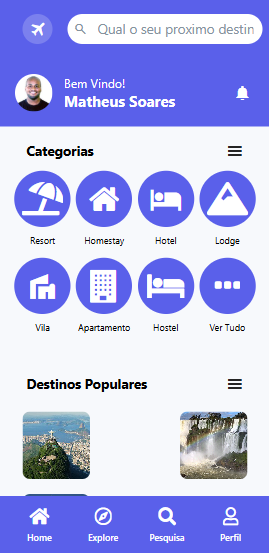 Qual o seu proximo destin
Bem Vindo!
Matheus Soares
Categorias
Resort Homestay Hotel Lodge
Vila Apartamento Hostel Ver Tudo
Destinos Populares
Home Explore Pesquisa Perfil